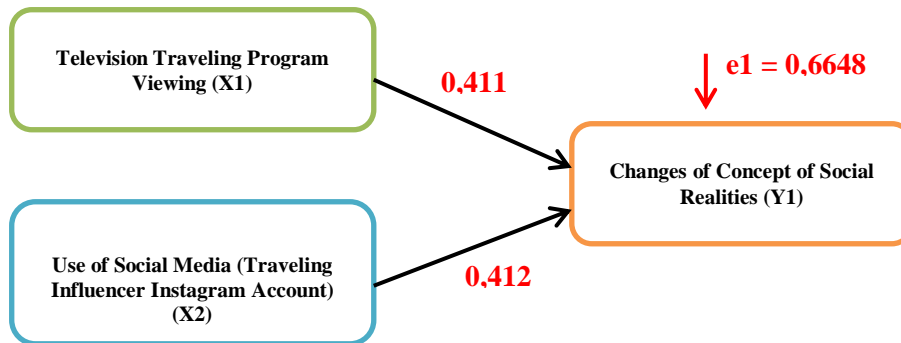 Television Traveling Program
Viewing (X1)
0,411
e1 = 0,6648
Changes of Concept of Social
Realities (Y1)
Use of Social Media (Traveling
Influencer Instagram Account)
(X2)
0,412